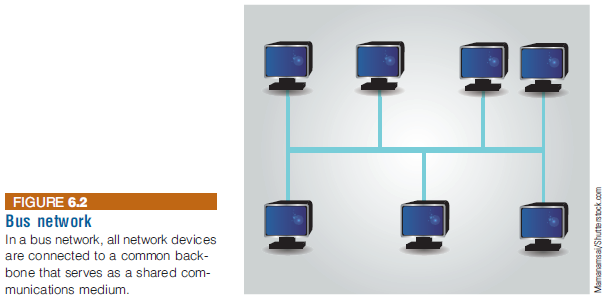 FIGURE 6.2
Bus network
In a bus network, all network devices
are connected to a common back-
bone that serves as a shared com-
munications medium.
Mamanamsai/Shutterstock.com